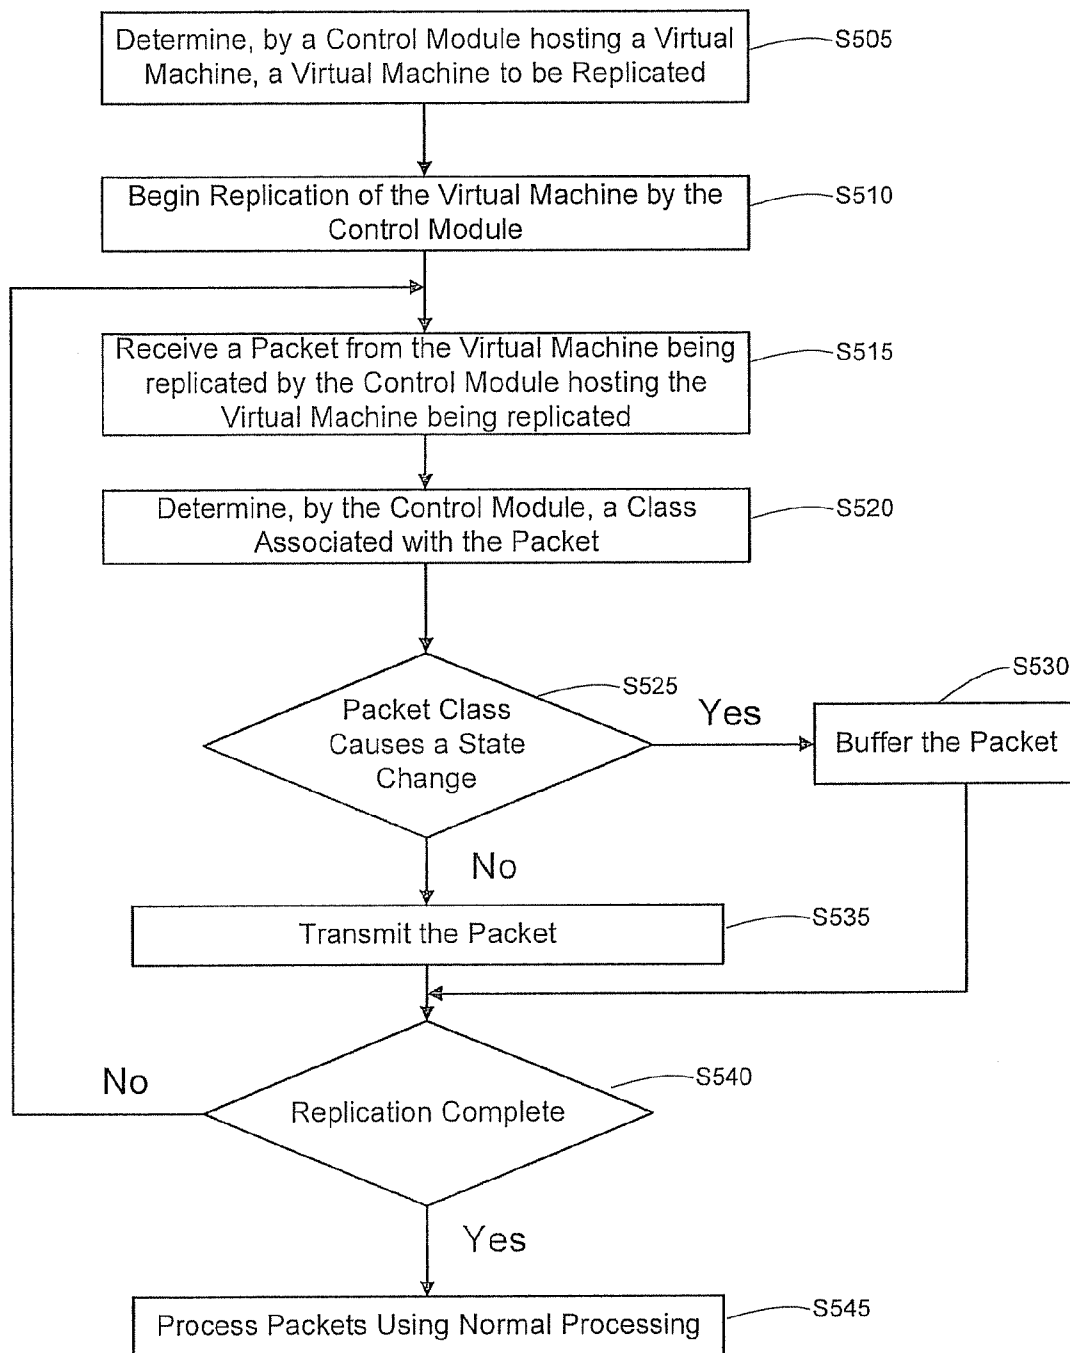 Determine, by a Control Module hosting a Virtual
Machine, a Virtual Machine to be Replicated
S505
Begin Replication of the Virtual Machine by the
Control Module
S510
Receive a Packet from the Virtual Machine being
replicated by the Control Module hosting the
Virtual Machine being replicated
S515
Determine, by the Control Module, a Class
Associated with the Packet
S520
Packet Class
Causes a State
Change
S525
Yes
Buffer the Packet
S530
No
Transmit the Packet
S535
Replication Complete
S540
No
Yes
Process Packets Using Normal Processing
S545